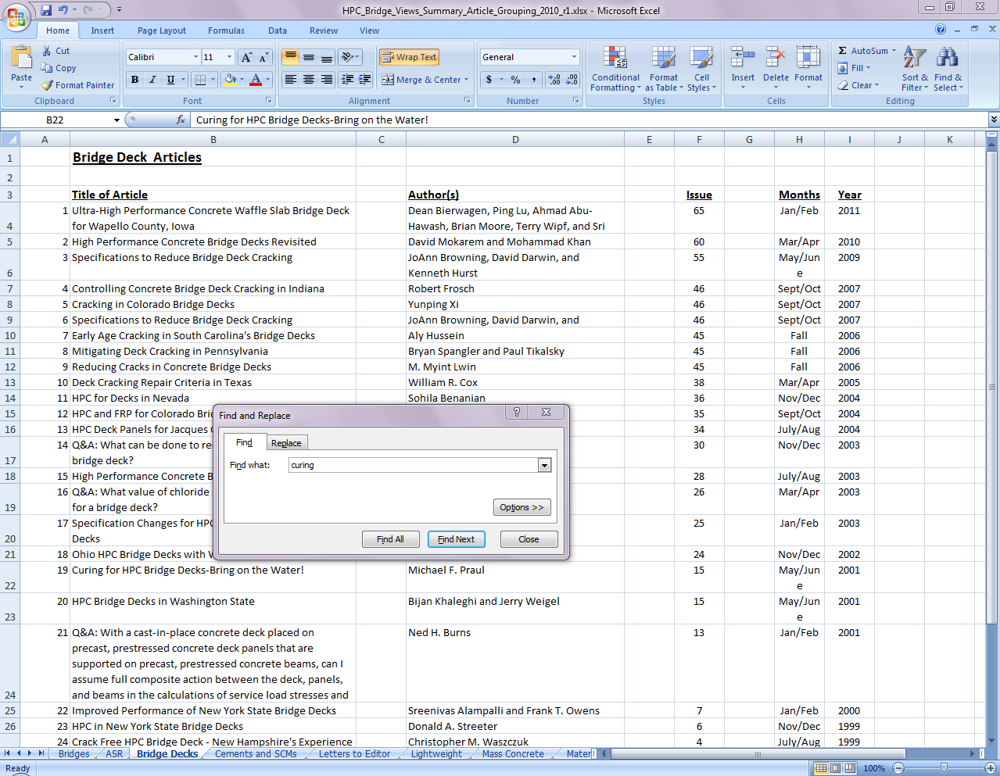 HPC_Bridge_Views_Summary_Article_Grouping_2010_r1.xlsx - Microsoft Excel
Home Insert Page Layout Formulas Data Review View
Paste
Cut
Copy
Format Painter
Clipboard
Calibri 11
B I U
Font
Wrap Text
Merge & Center
Alignment
General
$ % ,
Number
Conditional Formatting
Format as Table
Cell Styles
Styles
Insert Delete Format
Cells
Σ AutoSum
Fill
Clear
Sort & Filter
Find & Select
Editing
B22 fx Curing for HPC Bridge Decks-Bring on the Water!
A B C D E F G H I J K
1 Bridge Deck Articles
2
3 Title of Article Author(s) Issue Months Year
1 Ultra-High Performance Concrete Waffle Slab Bridge Deck Dean Bierwagen, Ping Lu, Ahmad Abu- 65 Jan/Feb 2011
4 for Wapello County, Iowa Hawash, Brian Moore, Terry Wipf, and Sri
5 2 High Performance Concrete Bridge Decks Revisited David Mokarem and Mohammad Khan 60 Mar/Apr 2010
3 Specifications to Reduce Bridge Deck Cracking JoAnn Browning, David Darwin, and 55 May/Jun 2009
6 Kenneth Hurst e
7 4 Controlling Concrete Bridge Deck Cracking in Indiana Robert Frosch 46 Sept/Oct 2007
8 5 Cracking in Colorado Bridge Decks Yunping Xi 46 Sept/Oct 2007
9 6 Specifications to Reduce Bridge Deck Cracking JoAnn Browning, David Darwin, and 46 Sept/Oct 2007
10 7 Early Age Cracking in South Carolina's Bridge Decks Aly Hussein 45 Fall 2006
11 8 Mitigating Deck Cracking in Pennsylvania Bryan Spangler and Paul Tikalsky 45 Fall 2006
12 9 Reducing Cracks in Concrete Bridge Decks M. Myint Lwin 45 Fall 2006
13 10 Deck Cracking Repair Criteria in Texas William R. Cox 38 Mar/Apr 2005
14 11 HPC for Decks in Nevada Sohila Benanian 36 Nov/Dec 2004
15 12 HPC and FRP for Colorado 35 Sept/Oct 2004
16 13 HPC Deck Panels for Jacques 34 July/Aug 2004
14 Q&A: What can be done to 30 Nov/Dec 2003
17 bridge deck?
18 15 High Performance Concrete 28 July/Aug 2003
16 Q&A: What value of chloride 26 Mar/Apr 2003
19 for a bridge deck?
17 Specification Changes for 25 Jan/Feb 2003
20 Decks
21 18 Ohio HPC Bridge Decks with 24 Nov/Dec 2002
19 Curing for HPC Bridge Decks-Bring on the Water! Michael F. Praul 15 May/Jun 2001
22 e
20 HPC Bridge Decks in Washington State Bijan Khaleghi and Jerry Weigel 15 May/Jun 2001
23 e
21 Q&A: With a cast-in-place concrete deck placed on Ned H. Burns 13 Jan/Feb 2001
precast, prestressed concrete deck panels that are
supported on precast, prestressed concrete beams, can I
assume full composite action between the deck, panels,
24 and beams in the calculations of service load stresses and
25 22 Improved Performance of New York State Bridge Decks Sreenivas Alampalli and Frank T. Owens 7 Jan/Feb 2000
26 23 HPC in New York State Bridge Decks Donald A. Streeter 6 Nov/Dec 1999
24 Crack Free HPC Bridge Deck - New Hampshire's Experience Christopher M. Waszczuk 4 July/Aug 1999
Find and Replace
Find Replace
Find what: curing
Options >>
Find All Find Next Close
Bridges ASR Bridge Decks Cements and SCMs Letters to Editor Lightweight Mass Concrete Mater
Ready 100%